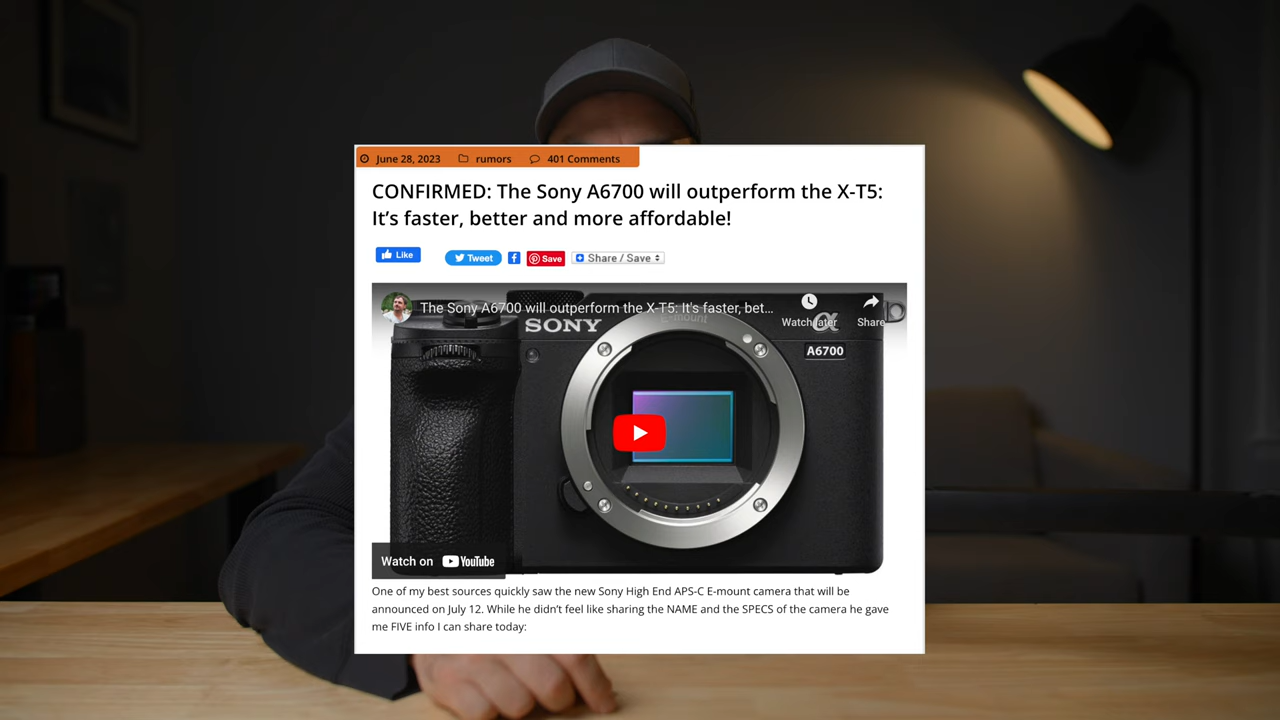 June 28, 2023 rumors 401 Comments
CONFIRMED: The Sony A6700 will outperform the X-T5:
It’s faster, better and more affordable!
Like Tweet Save Share / Save
The Sony A6700 will outperform the X-T5: It's faster, bet...
Watch later Share
SONY E-mount α
A6700
Watch on YouTube
One of my best sources quickly saw the new Sony High End APS-C E-mount camera that will be
announced on July 12. While he didn’t feel like sharing the NAME and the SPECS of the camera he gave
me FIVE info I can share today: